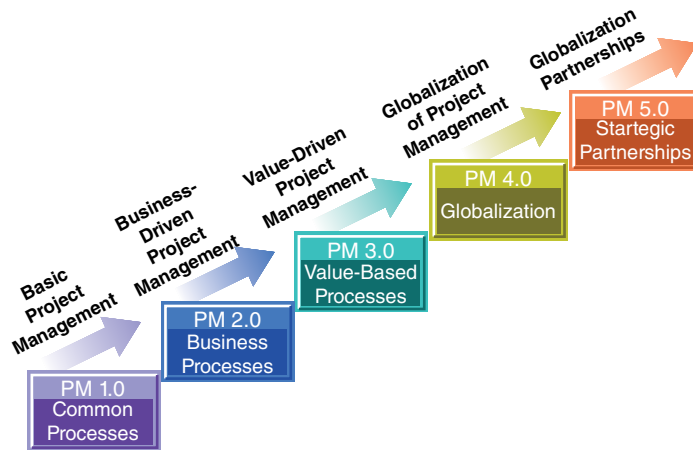 Basic
Project
Management
PM 1.0
Common
Processes
Business-
Driven
Project
Management
PM 2.0
Business
Processes
Value-Driven
Project
Management
PM 3.0
Value-Based
Processes
Globalization
of Project
Management
PM 4.0
Globalization
Globalization
Partnerships
PM 5.0
Startegic
Partnerships